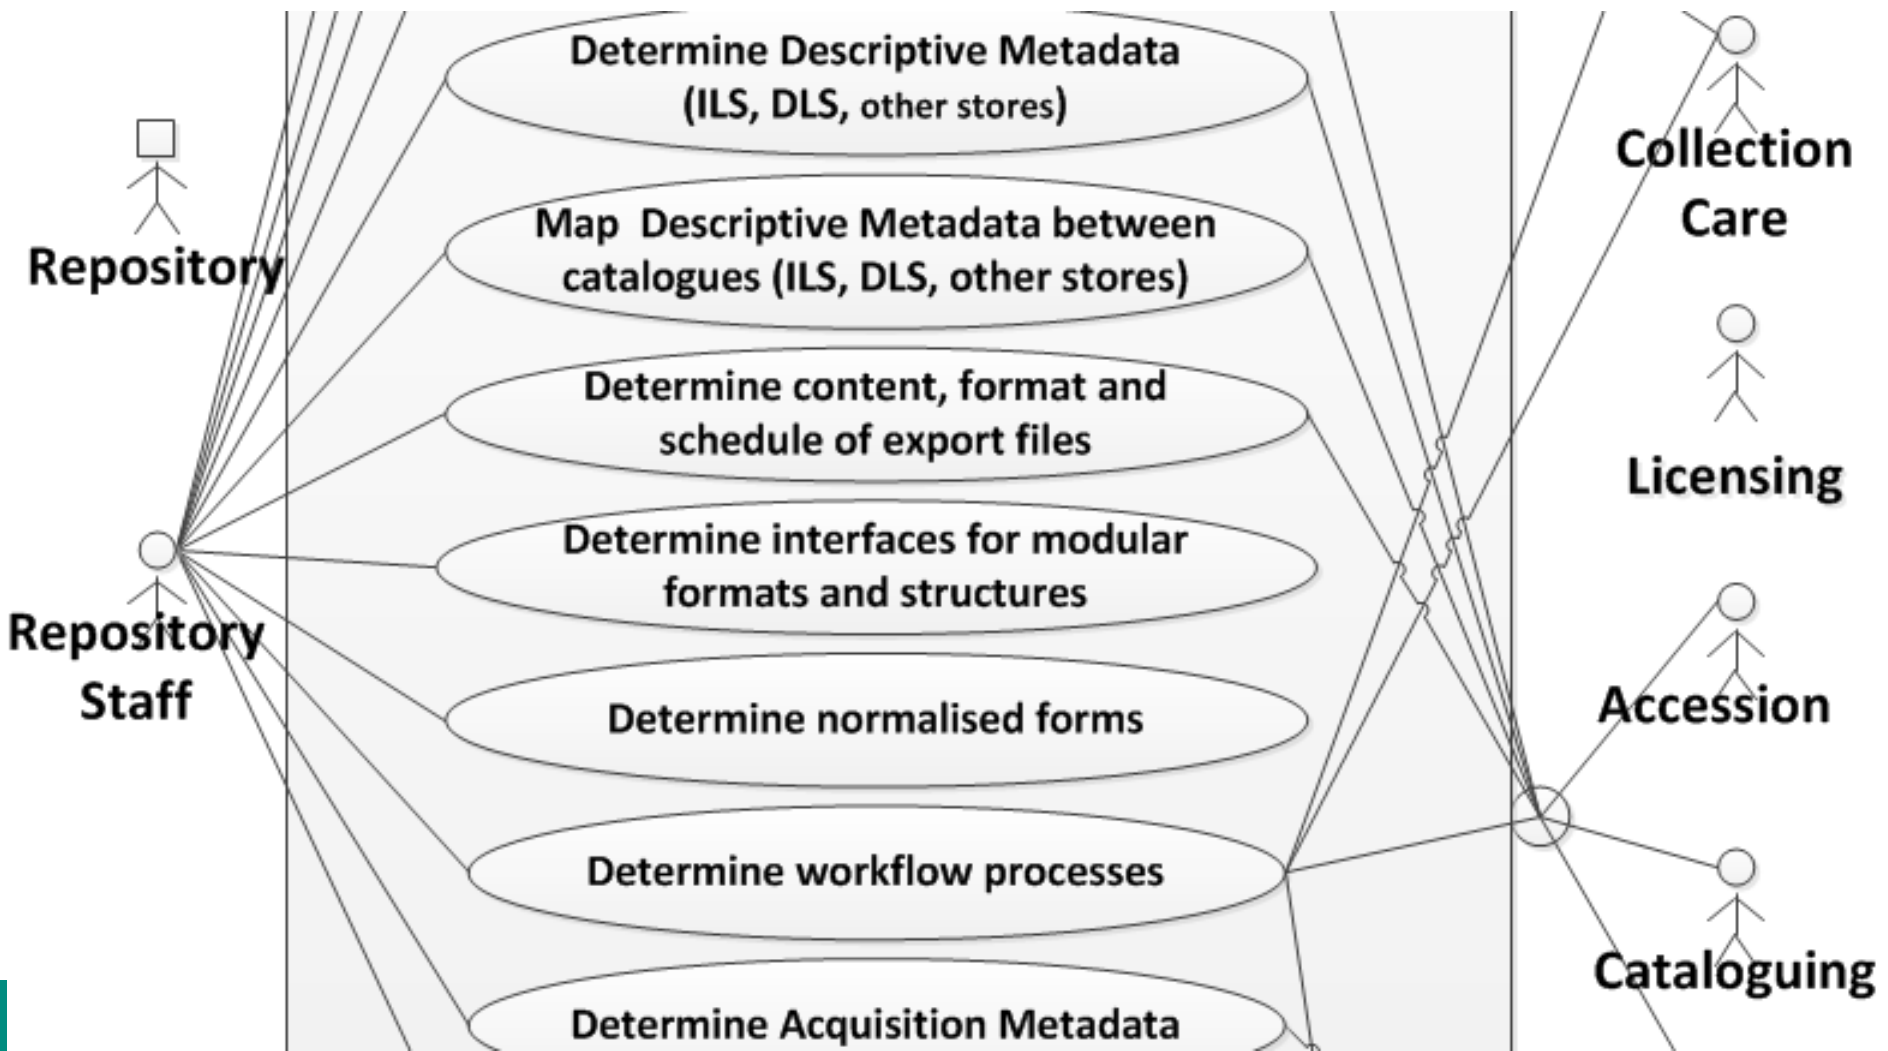 Determine Descriptive Metadata
(ILS, DLS, other stores)
Map Descriptive Metadata between
catalogues (ILS, DLS, other stores)
Determine content, format and
schedule of export files
Determine interfaces for modular
formats and structures
Determine normalised forms
Determine workflow processes
Determine Acquisition Metadata
Repository
Repository
Staff
Collection
Care
Licensing
Accession
Cataloguing